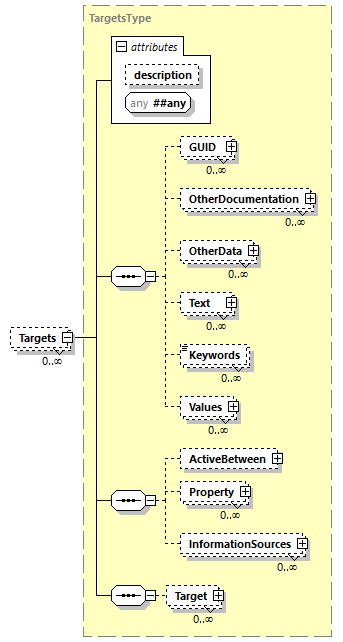 TargetsType
attributes
description
any ##any
GUID
0..∞
OtherDocumentation
0..∞
OtherData
0..∞
Text
0..∞
Targets
0..∞
Keywords
0..∞
Values
0..∞
ActiveBetween
Property
0..∞
InformationSources
0..∞
Target
0..∞